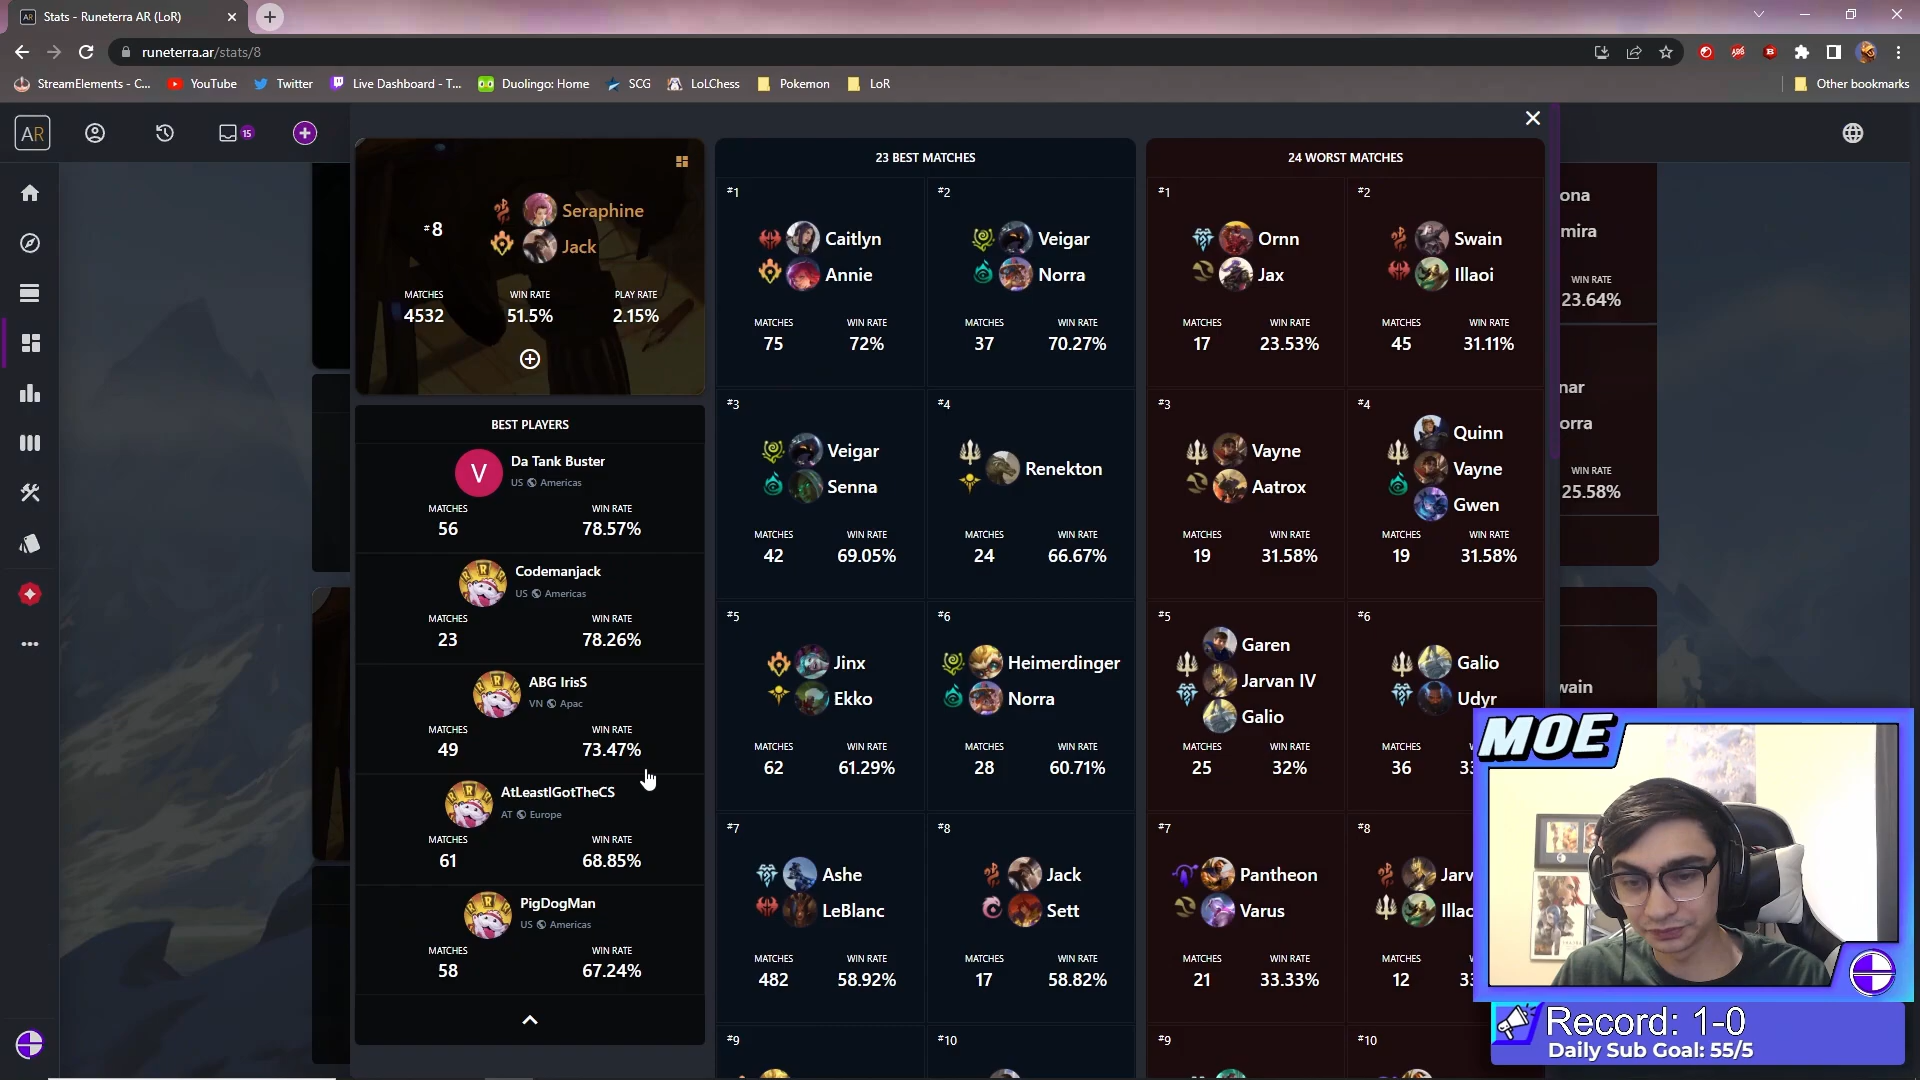 Stats - Runeterra AR (LoR)
runeterra.ar/stats/8
StreamElements - C...
YouTube
Twitter
Live Dashboard - T...
Duolingo: Home
SCG
LoLChess
Pokemon
LoR
Other bookmarks
AR
15
#8
Seraphine
Jack
MATCHES
WIN RATE
PLAY RATE
4532
51.5%
2.15%
BEST PLAYERS
V
Da Tank Buster
US Americas
MATCHES
WIN RATE
56
78.57%
Codemanjack
US Americas
MATCHES
WIN RATE
23
78.26%
ABG IrisS
VN Apac
MATCHES
WIN RATE
49
73.47%
AtLeastIGotTheCS
AT Europe
MATCHES
WIN RATE
61
68.85%
PigDogMan
US Americas
MATCHES
WIN RATE
58
67.24%
23 BEST MATCHES
#1
Caitlyn
Annie
MATCHES
WIN RATE
75
72%
#2
Veigar
Norra
MATCHES
WIN RATE
37
70.27%
#3
Veigar
Senna
MATCHES
WIN RATE
42
69.05%
#4
Renekton
MATCHES
WIN RATE
24
66.67%
#5
Jinx
Ekko
MATCHES
WIN RATE
62
61.29%
#6
Heimerdinger
Norra
MATCHES
WIN RATE
28
60.71%
#7
Ashe
LeBlanc
MATCHES
WIN RATE
482
58.92%
#8
Jack
Sett
MATCHES
WIN RATE
17
58.82%
#9
#10
24 WORST MATCHES
#1
Ornn
Jax
MATCHES
WIN RATE
17
23.53%
#2
Swain
Illaoi
MATCHES
WIN RATE
45
31.11%
#3
Vayne
Aatrox
MATCHES
WIN RATE
19
31.58%
#4
Quinn
Vayne
Gwen
MATCHES
WIN RATE
19
31.58%
#5
Garen
Jarvan IV
Galio
MATCHES
WIN RATE
25
32%
#6
Galio
Udyr
MATCHES
36
#7
Pantheon
Varus
MATCHES
WIN RATE
21
33.33%
#8
Jarv
Illao
MATCHES
12
#9
#10
ona
mira
WIN RATE
23.64%
nar
orra
WIN RATE
25.58%
wain
MOE
Record: 1-0
Daily Sub Goal: 55/5